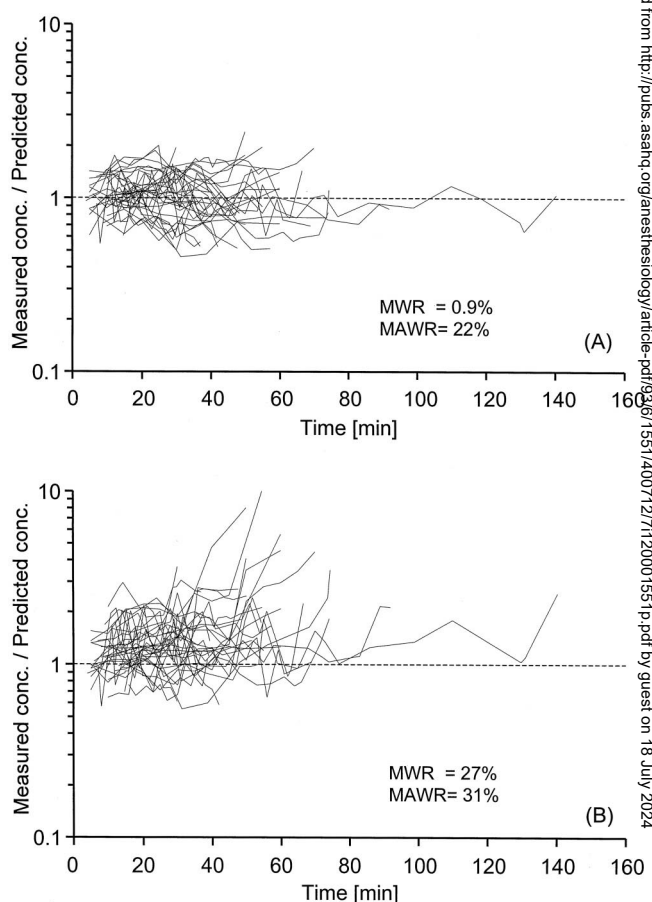 10
1
0.1
Measured conc. / Predicted conc.
MWR = 0.9%
MAWR= 22%
(A)
0 20 40 60 80 100 120 140 160
Time [min]
10
1
0.1
Measured conc. / Predicted conc.
MWR = 27%
MAWR= 31%
(B)
0 20 40 60 80 100 120 140 160
Time [min]
d from http://pubs.asahq.org/anesthesiology/article-pdf/93/6/1551/400712/7i120001551p.pdf by guest on 18 July 2024